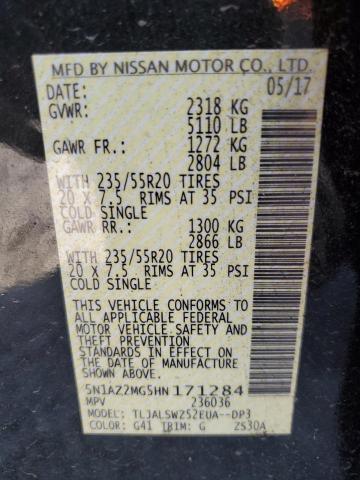 MFD BY NISSAN MOTOR CO., LTD.
DATE: 05/17
GVWR: 2318 KG
5110 LB
GAWR FR.: 1272 KG
2804 LB
WITH 235/55R20 TIRES
20 X 7.5 RIMS AT 35 PSI
COLD SINGLE
GAWR RR.: 1300 KG
2866 LB
WITH 235/55R20 TIRES
20 X 7.5 RIMS AT 35 PSI
COLD SINGLE
THIS VEHICLE CONFORMS TO
ALL APPLICABLE FEDERAL
MOTOR VEHICLE SAFETY AND
THEFT PREVENTION
STANDARDS IN EFFECT ON THE
DATE OF MANUFACTURE SHOWN
ABOVE.
5N1AZ2MG5HN171284
MPV 236036
MODEL: TLJALSWZ52EUA--DP3
COLOR: G41 TRIM: G ZS30A